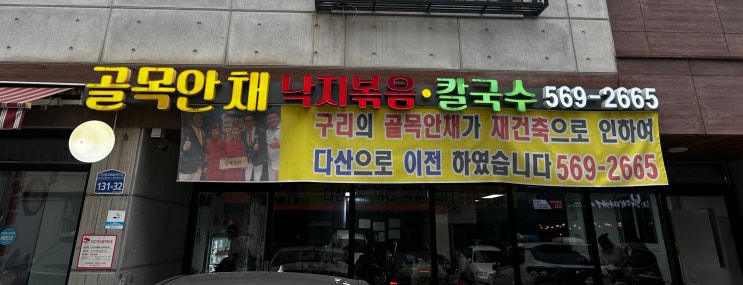 골목안채 낙지볶음·칼국수 569-2665
구리의 골목안채가 재건축으로 인하여
다산으로 이전 하였습니다 569-2665
131-32